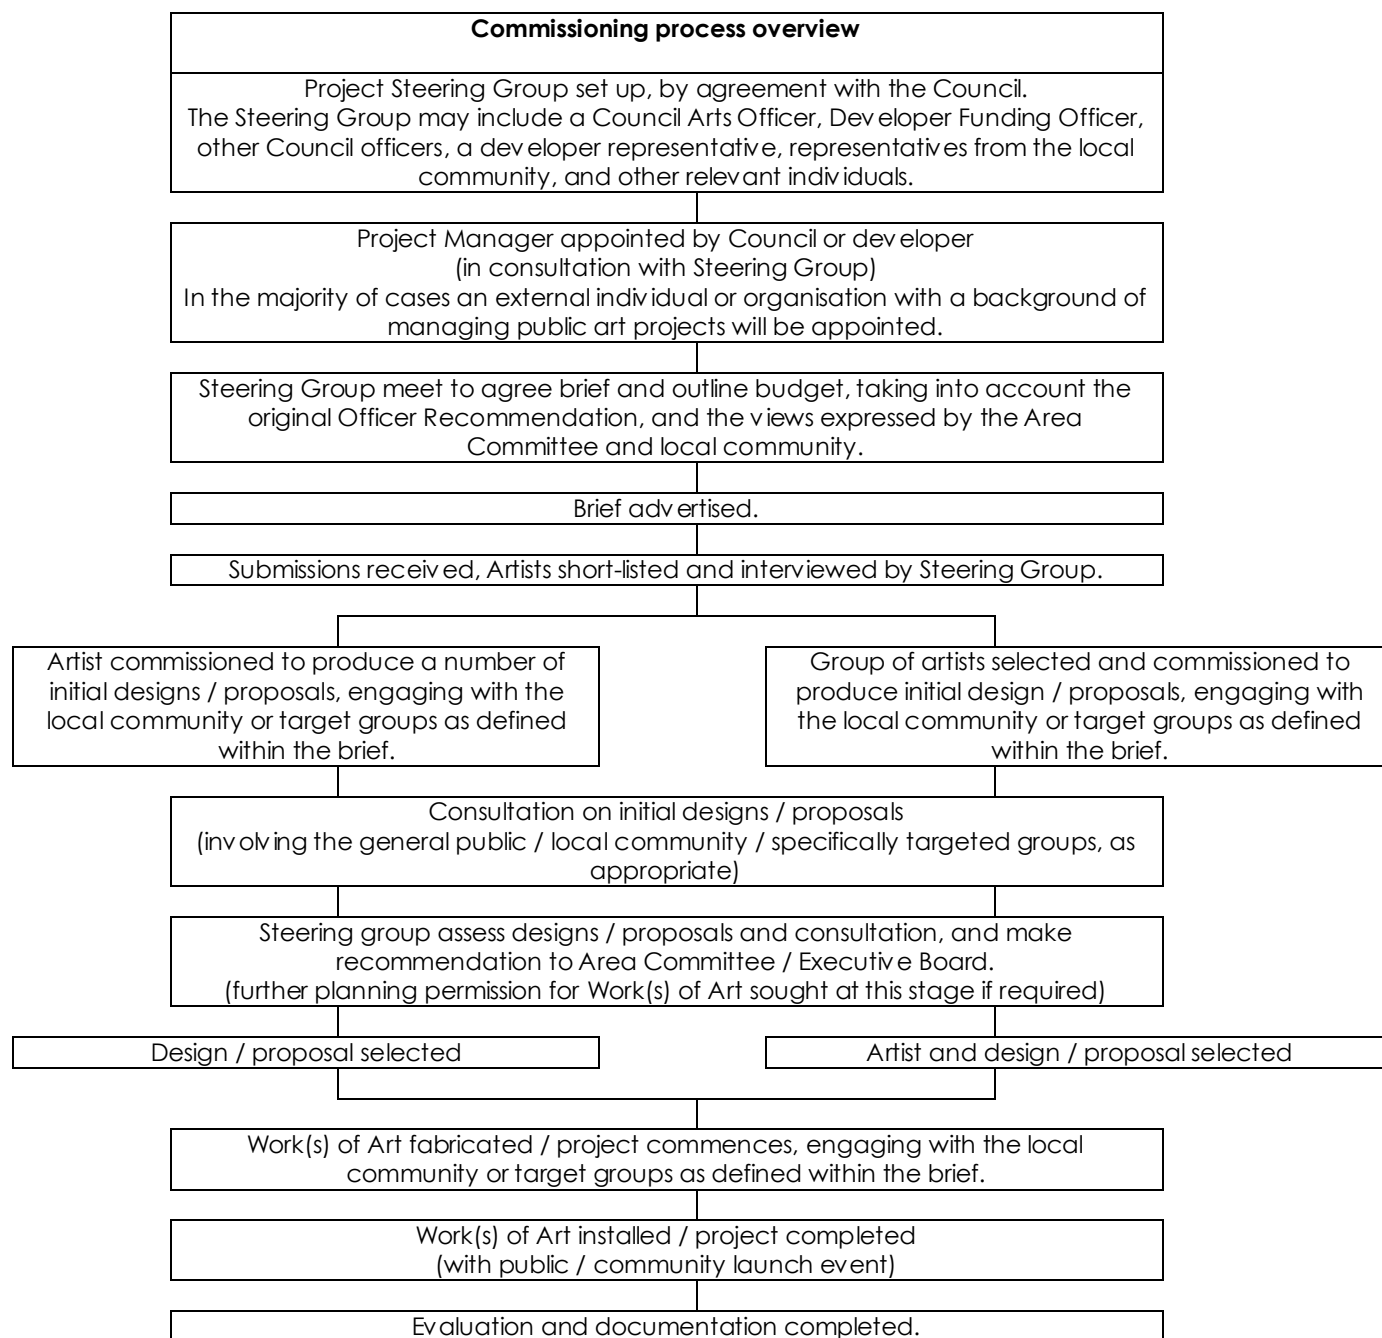 Commissioning process overview
Project Steering Group set up, by agreement with the Council.
The Steering Group may include a Council Arts Officer, Developer Funding Officer,
other Council officers, a developer representative, representatives from the local
community, and other relevant individuals.
Project Manager appointed by Council or developer
(in consultation with Steering Group)
In the majority of cases an external individual or organisation with a background of
managing public art projects will be appointed.
Steering Group meet to agree brief and outline budget, taking into account the
original Officer Recommendation, and the views expressed by the Area
Committee and local community.
Brief advertised.
Submissions received, Artists short-listed and interviewed by Steering Group.
Artist commissioned to produce a number of
initial designs / proposals, engaging with the
local community or target groups as defined
within the brief.
Group of artists selected and commissioned to
produce initial design / proposals, engaging with
the local community or target groups as defined
within the brief.
Consultation on initial designs / proposals
(involving the general public / local community / specifically targeted groups, as
appropriate)
Steering group assess designs / proposals and consultation, and make
recommendation to Area Committee / Executive Board.
(further planning permission for Work(s) of Art sought at this stage if required)
Design / proposal selected
Artist and design / proposal selected
Work(s) of Art fabricated / project commences, engaging with the local
community or target groups as defined within the brief.
Work(s) of Art installed / project completed
(with public / community launch event)
Evaluation and documentation completed.